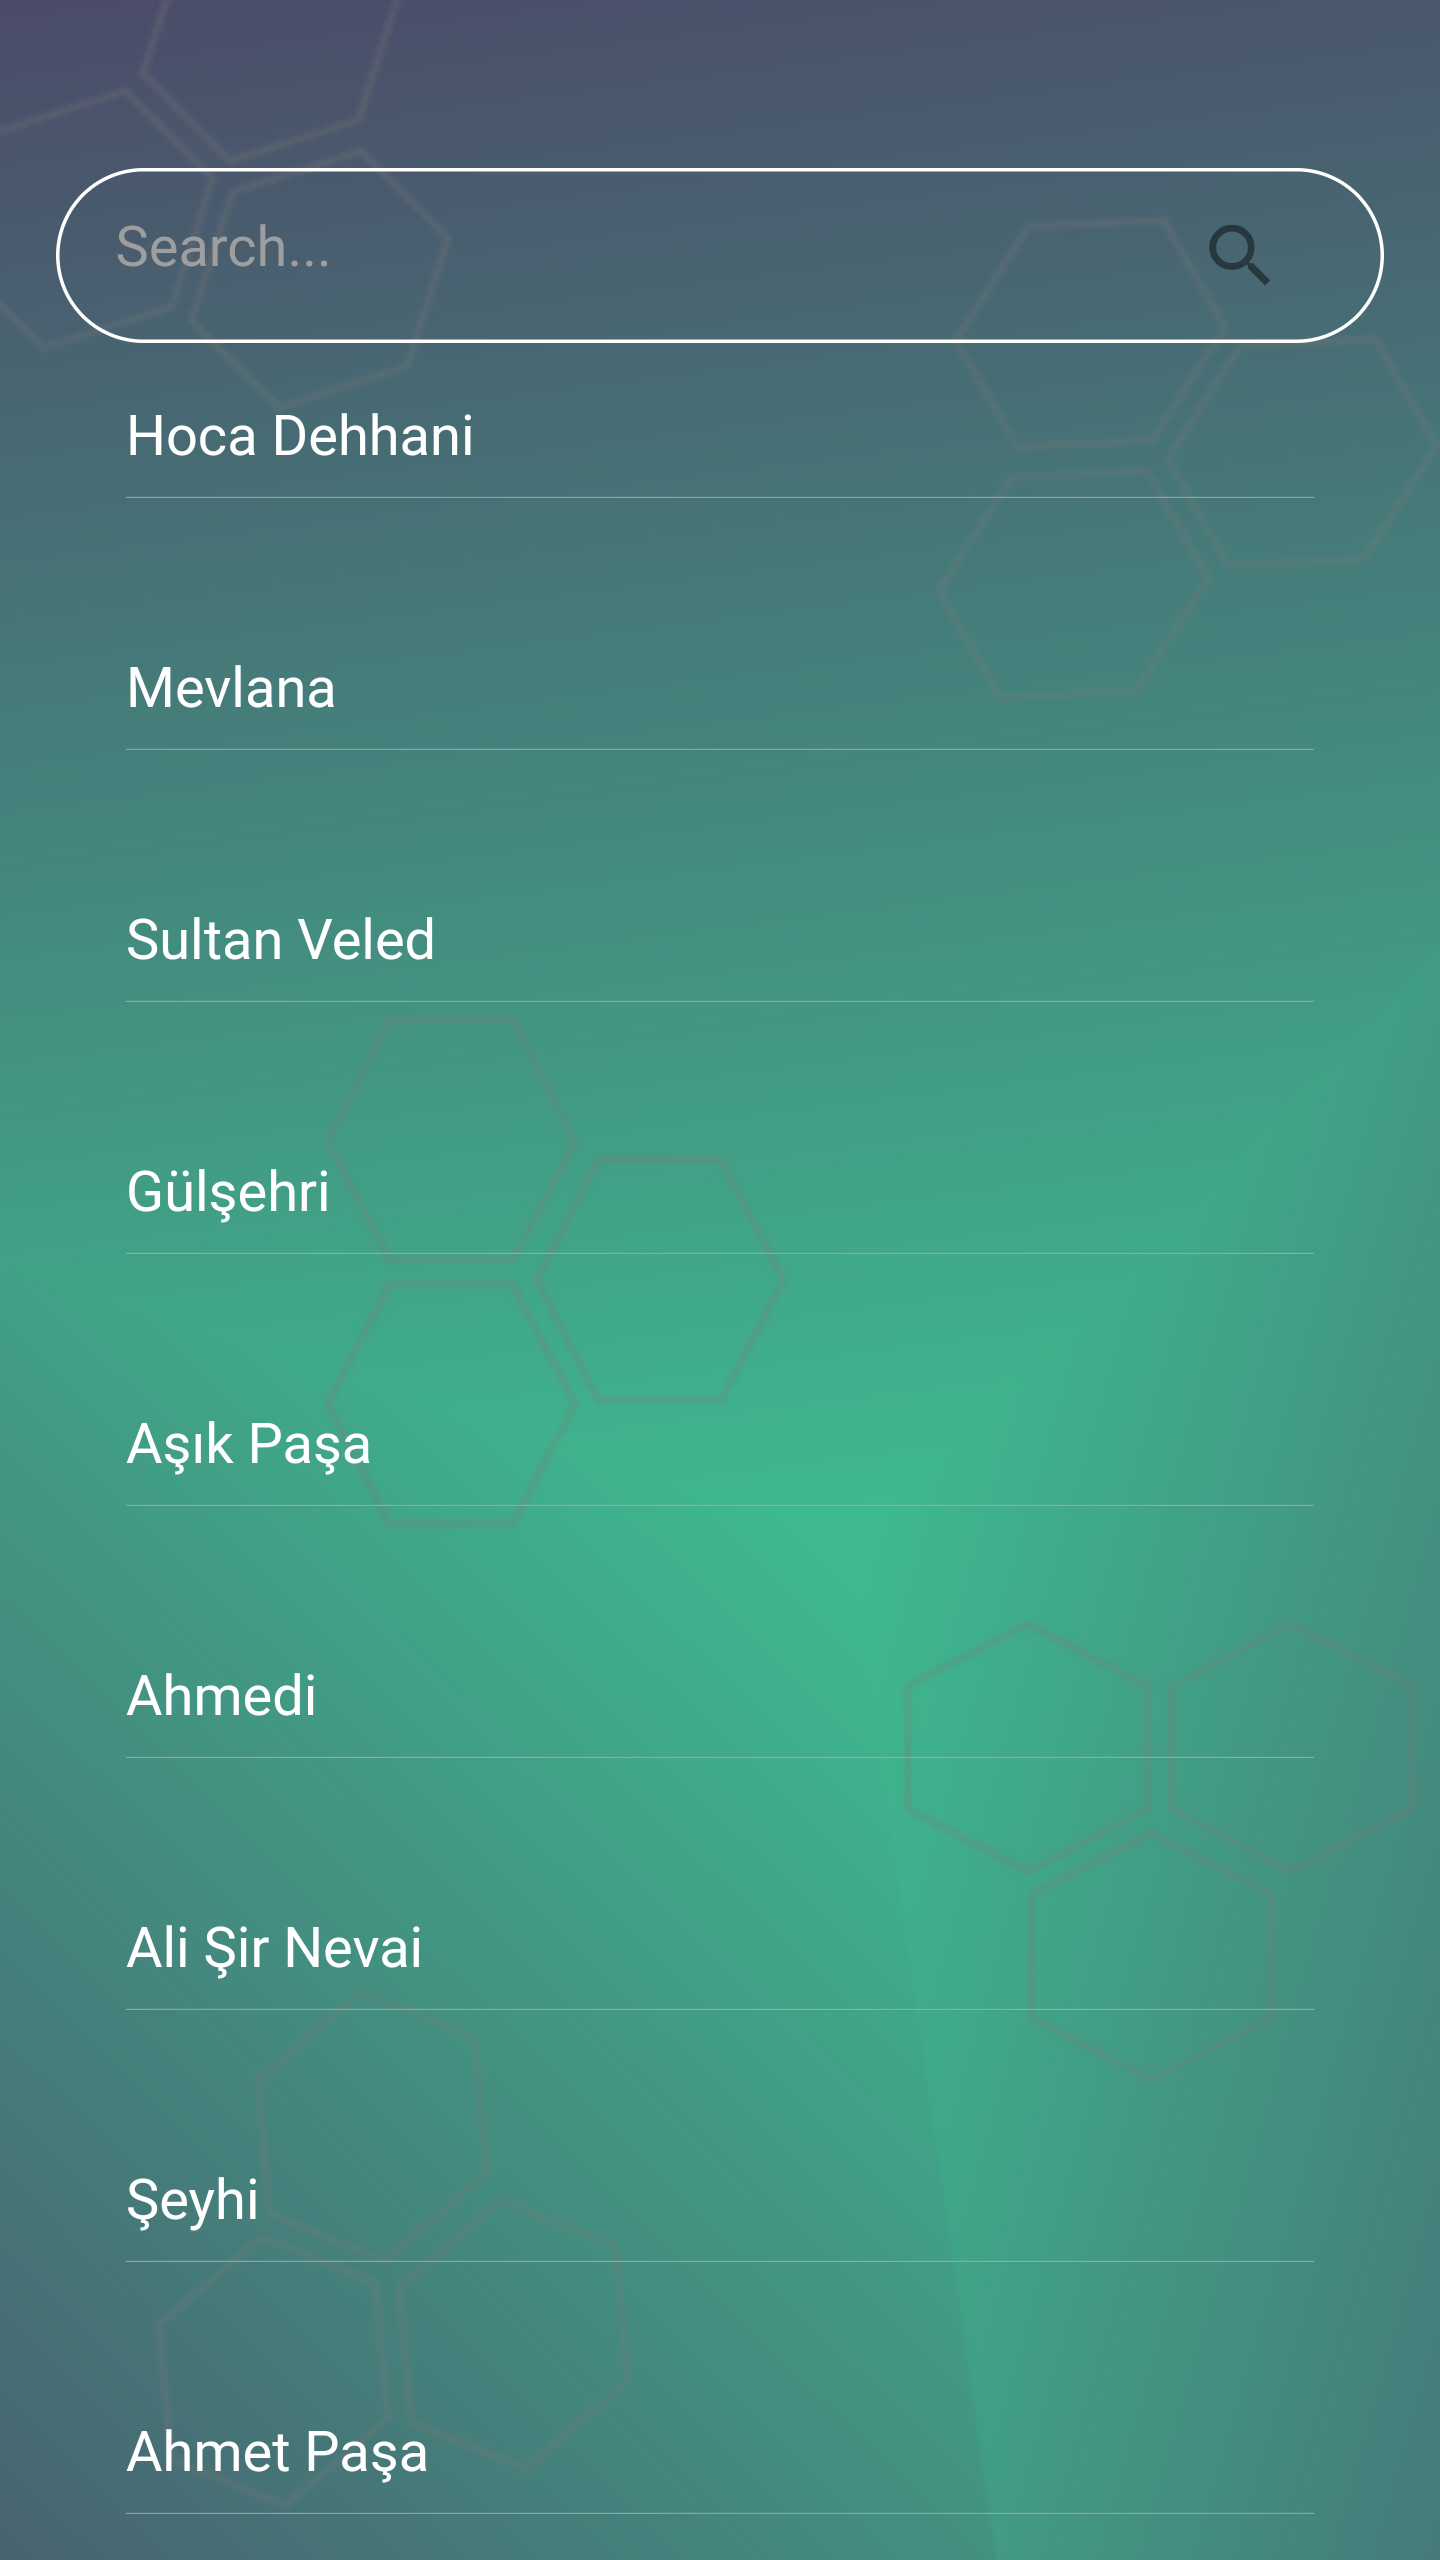 Search...
Hoca Dehhani
Mevlana
Sultan Veled
Gülşehri
Aşık Paşa
Ahmedi
Ali Şir Nevai
Şeyhi
Ahmet Paşa